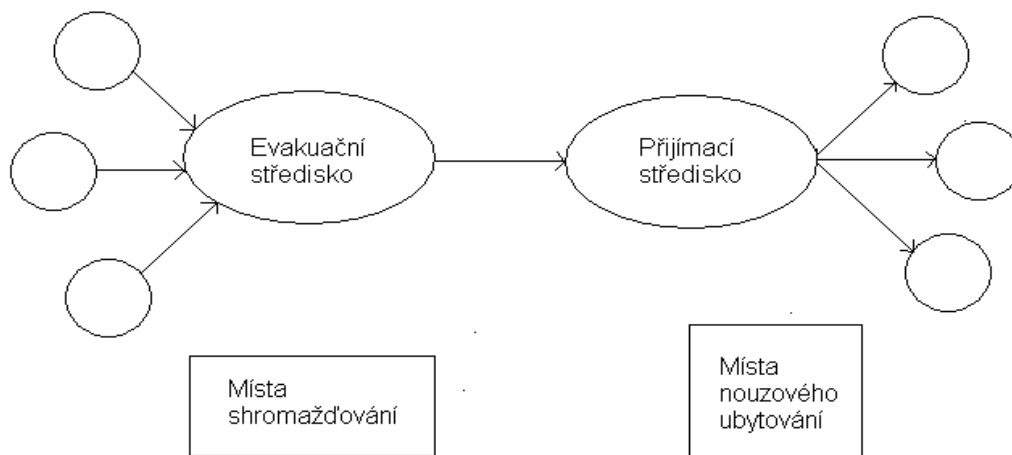 Evakuační
středisko
Přijímací
středisko
Místa
shromažďování
Místa
nouzového
ubytování